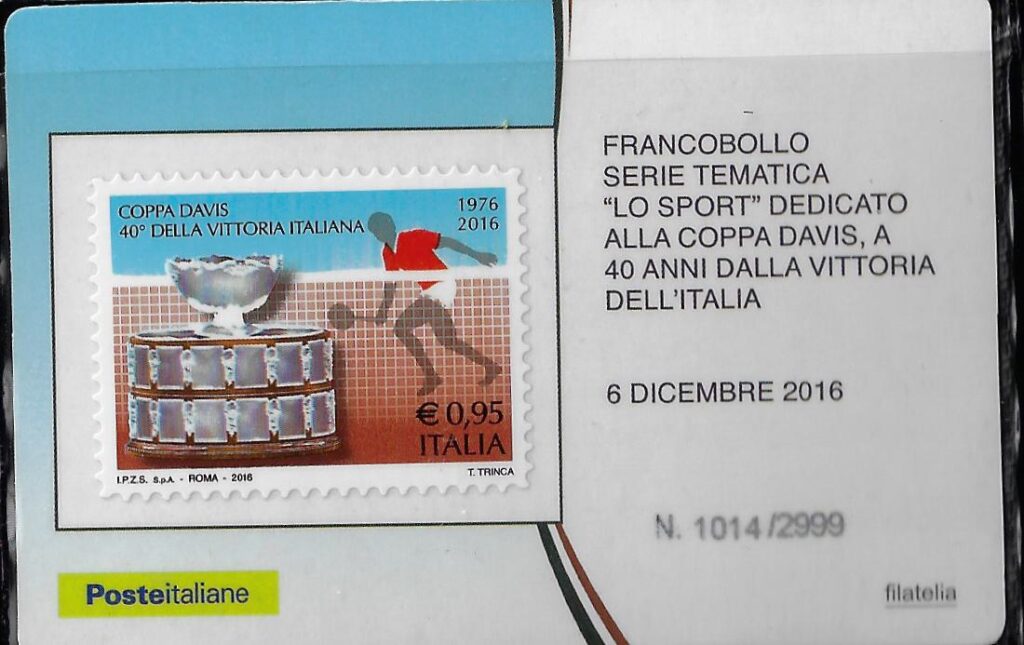 COPPA DAVIS
40° DELLA VITTORIA ITALIANA
1976
2016
€ 0,95
ITALIA
I.P.Z.S. S.p.A. - ROMA - 2016
T. TRINCA
Posteitaliane
FRANCOBOLLO
SERIE TEMATICA
“LO SPORT” DEDICATO
ALLA COPPA DAVIS, A
40 ANNI DALLA VITTORIA
DELL'ITALIA
6 DICEMBRE 2016
N. 1014/2999
filatelia